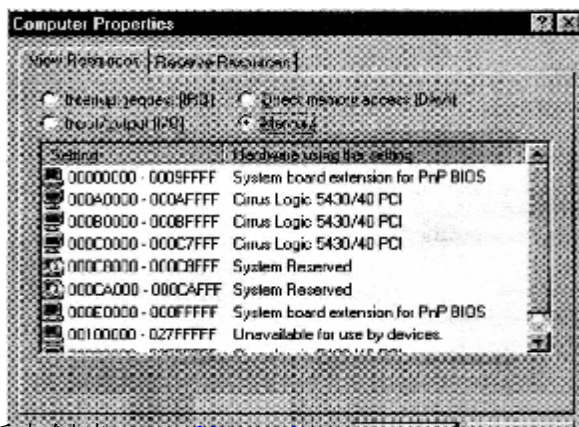 Computer Properties
View Resources Reserve Resources
Interrupt request (IRQ) Direct memory access (DMA)
Input/output (I/O) Memory
Setting Hardware using this setting
00000000 - 0009FFFF System board extension for PnP BIOS
000A0000 - 000AFFFF Cirrus Logic 5430/40 PCI
000B0000 - 000BFFFF Cirrus Logic 5430/40 PCI
000C0000 - 000C7FFF Cirrus Logic 5430/40 PCI
000C8000 - 000C8FFF System Reserved
000CA000 - 000CAFFF System Reserved
000E0000 - 000FFFFF System board extension for PnP BIOS
00100000 - 027FFFFF Unavailable for use by devices.